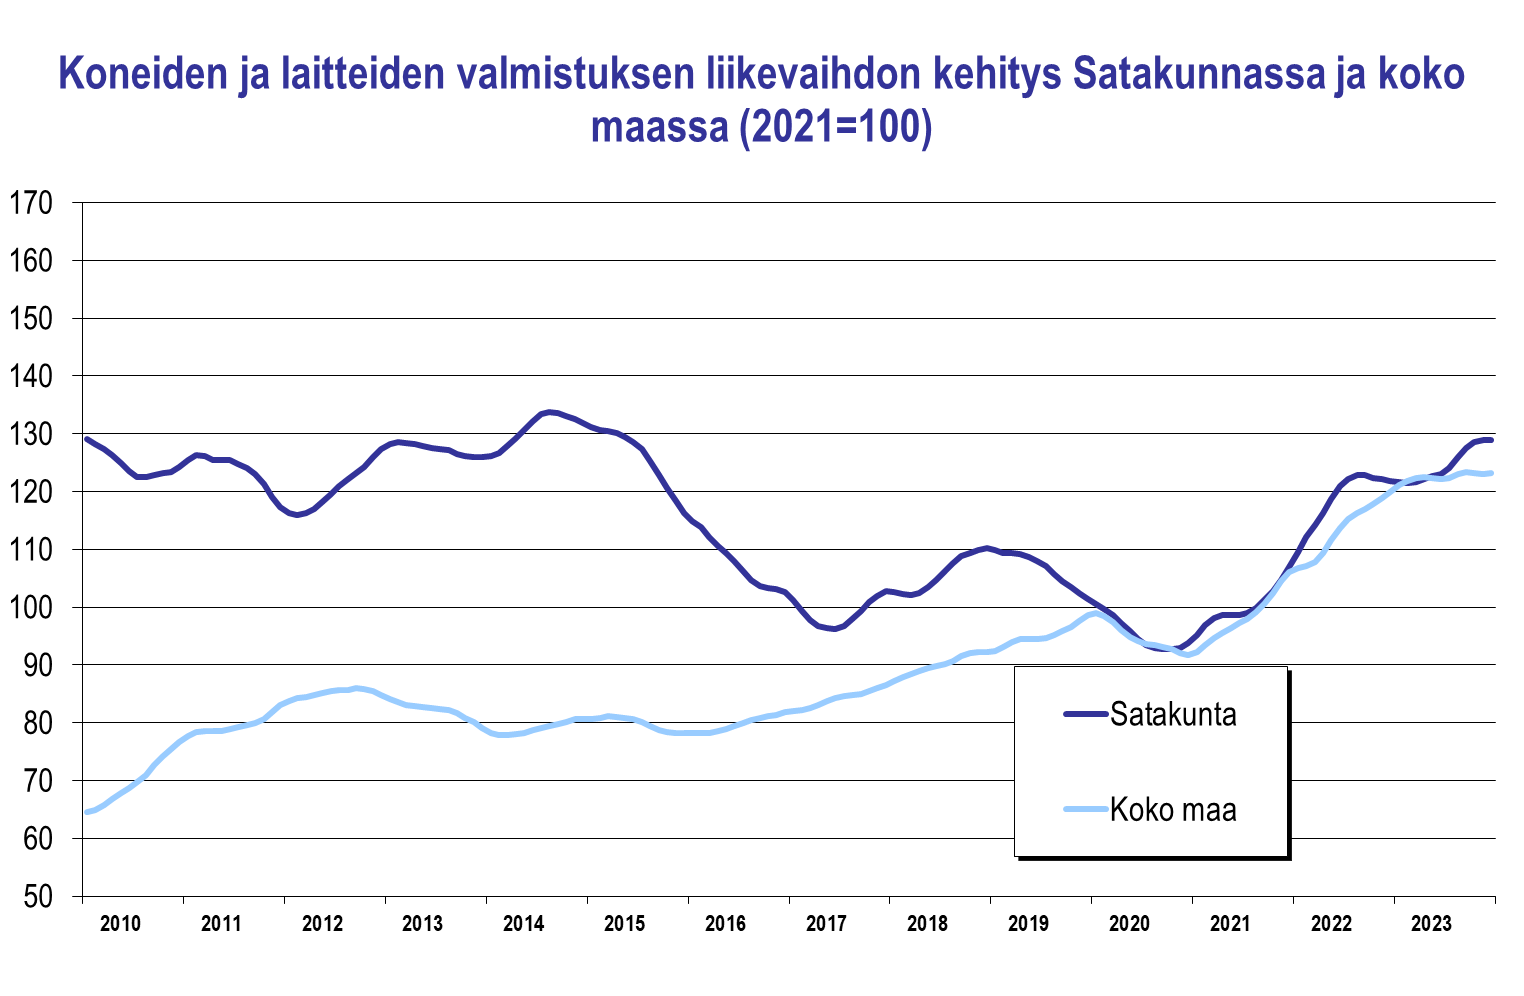 Koneiden ja laitteiden valmistuksen liikevaihdon kehitys Satakunnassa ja koko
maassa (2021=100)
170
160
150
140
130
120
110
100
90
80
70
60
50
Satakunta
Koko maa
2010 2011 2012 2013 2014 2015 2016 2017 2018 2019 2020 2021 2022 2023